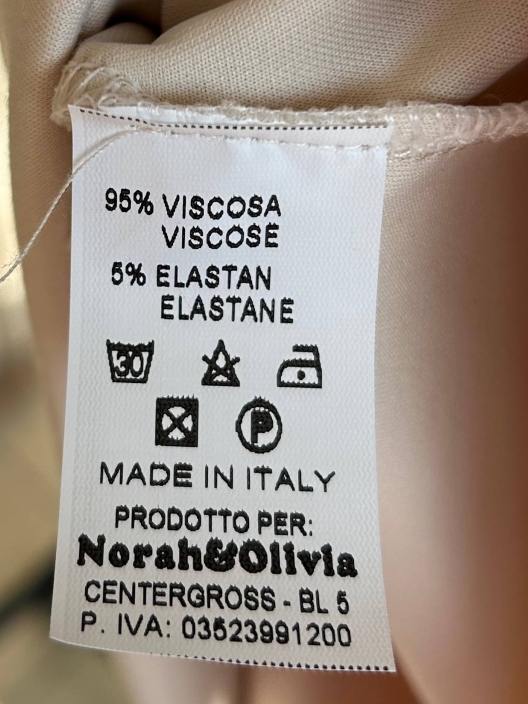 95% VISCOSA
VISCOSE
5% ELASTAN
ELASTANE
30
P
MADE IN ITALY
PRODOTTO PER:
Norah&Olivia
CENTERGROSS - BL 5
P. IVA: 03523991200